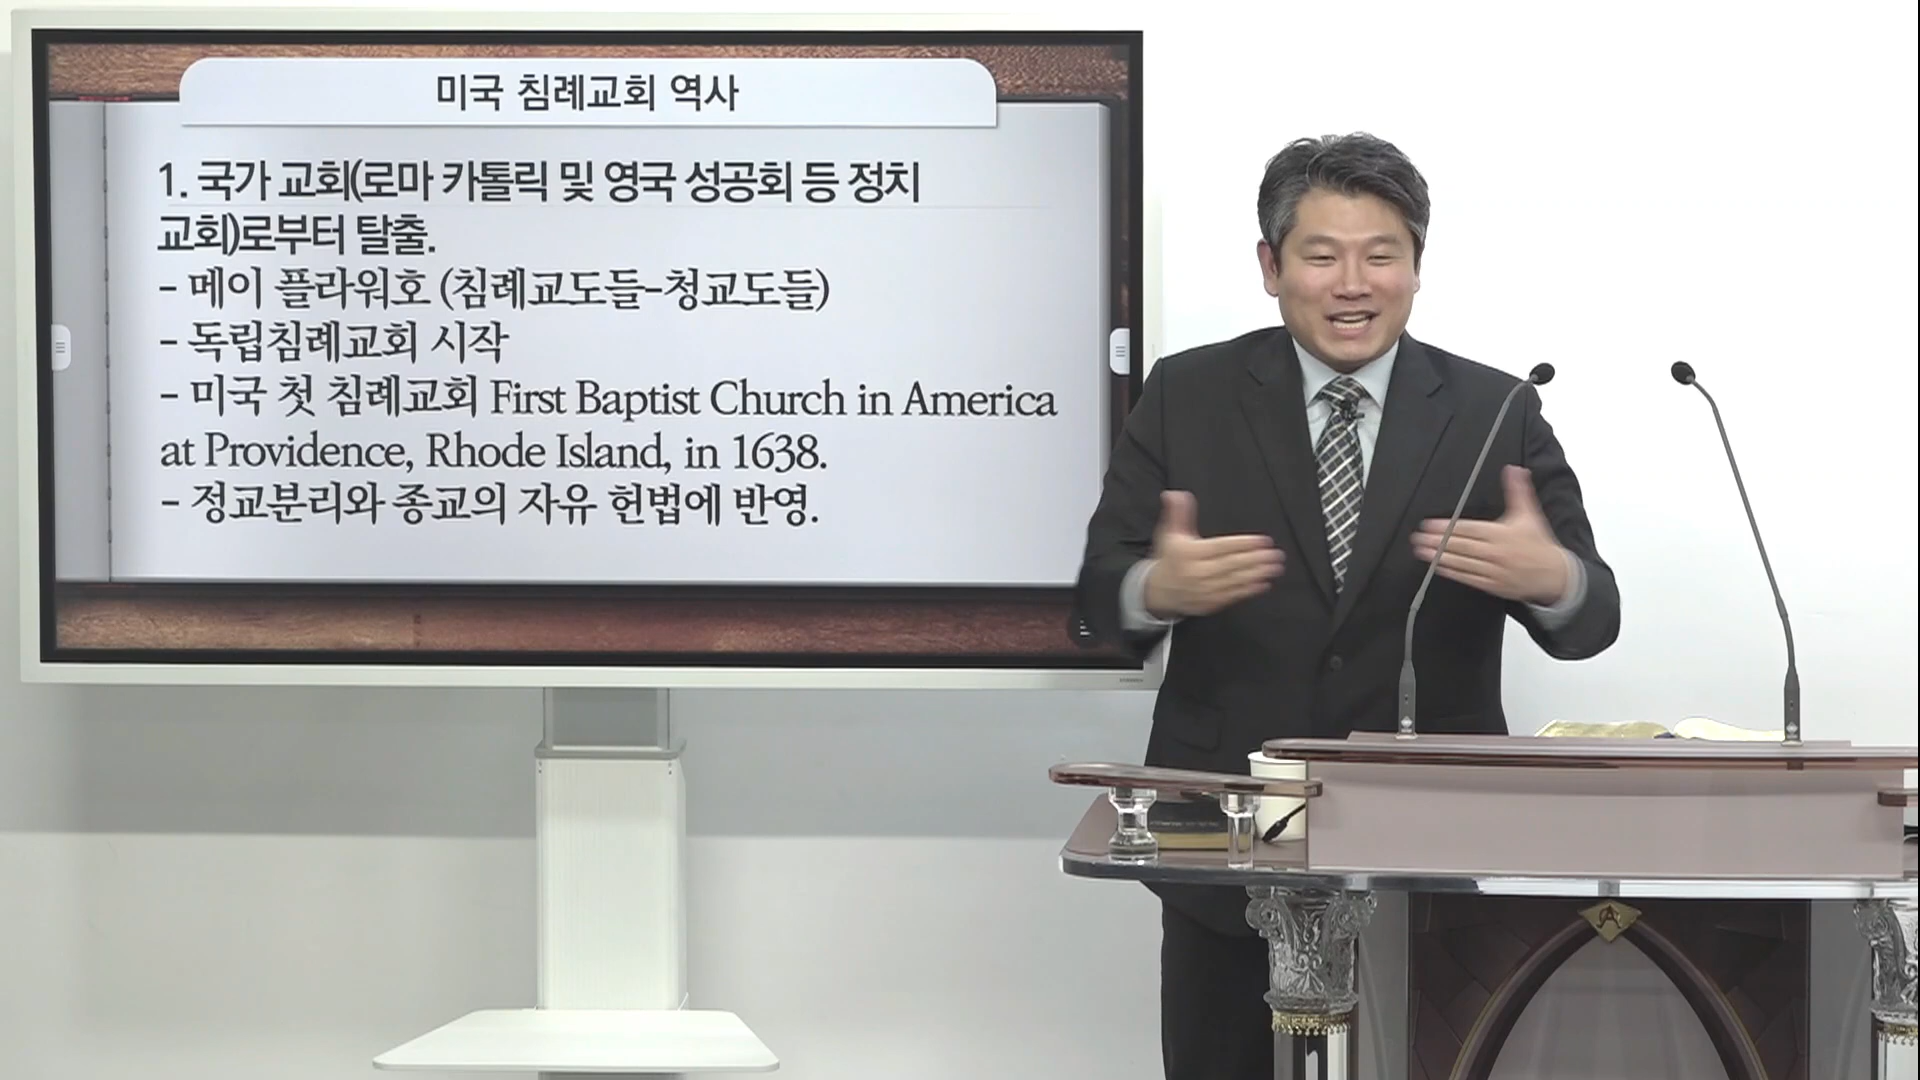 미국 침례교회 역사
1. 국가 교회(로마 카톨릭 및 영국 성공회 등 정치
교회)로부터 탈출.
- 메이 플라워호 (침례교도들-청교도들)
- 독립침례교회 시작
- 미국 첫 침례교회 First Baptist Church in America
at Providence, Rhode Island, in 1638.
- 정교분리와 종교의 자유 헌법에 반영.